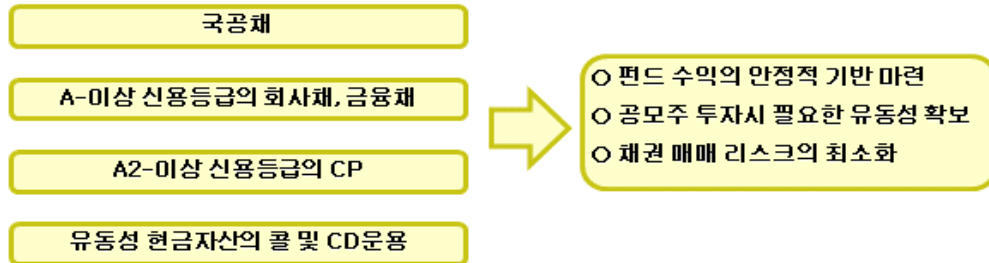 국공채
A-이상 신용등급의 회사채, 금융채
A2-이상 신용등급의 CP
유동성 현금자산의 콜 및 CD운용
○ 펀드 수익의 안정적 기반 마련
○ 공모주 투자시 필요한 유동성 확보
○ 채권 매매 리스크의 최소화